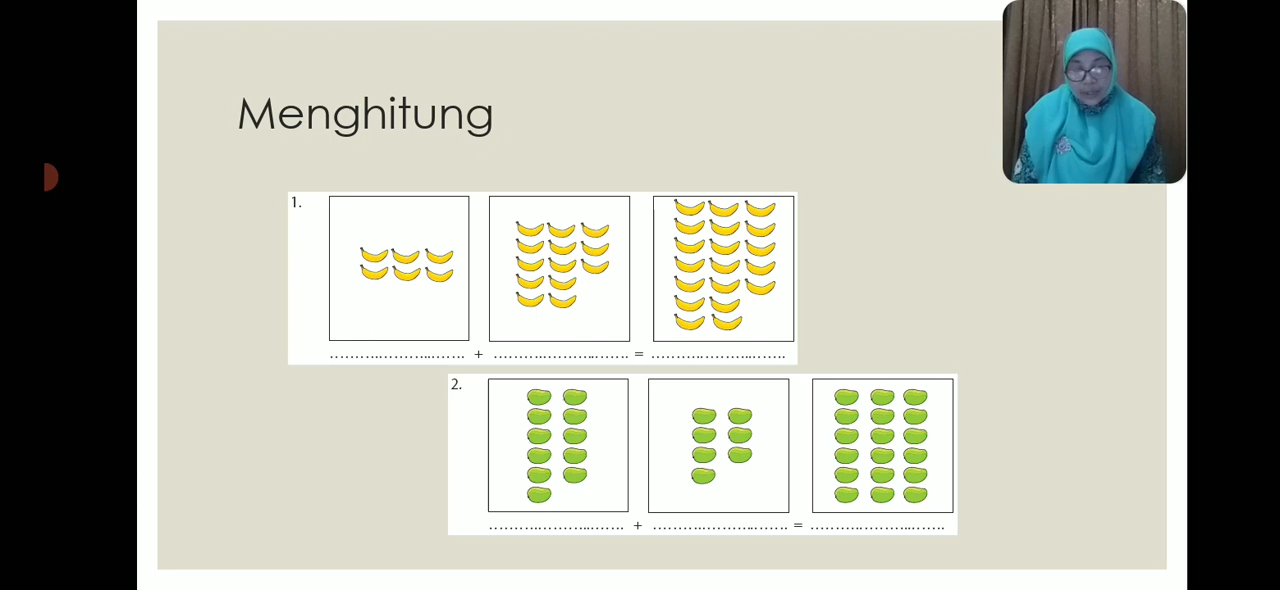 Menghitung
1.
……….………..……. + ……….………..……. = ……….………..…….
2.
……….………..……. + ……….………..……. = ……….………..…….